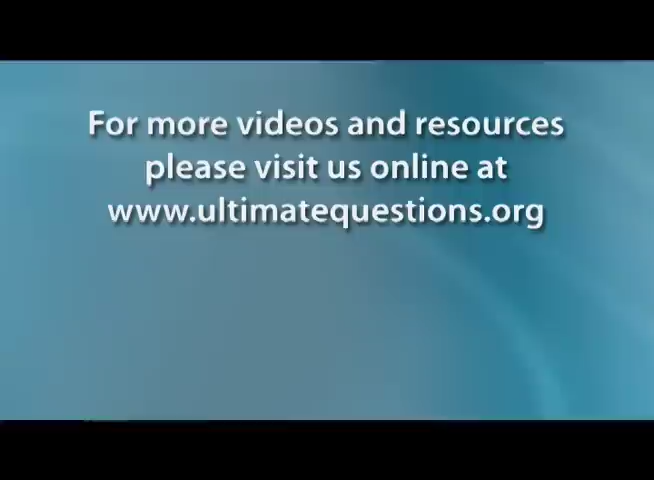 For more videos and resources
please visit us online at
www.ultimatequestions.org